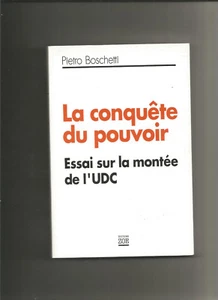 Pietro Boschetti
La conquête
du pouvoir
Essai sur la montée
de l'UDC